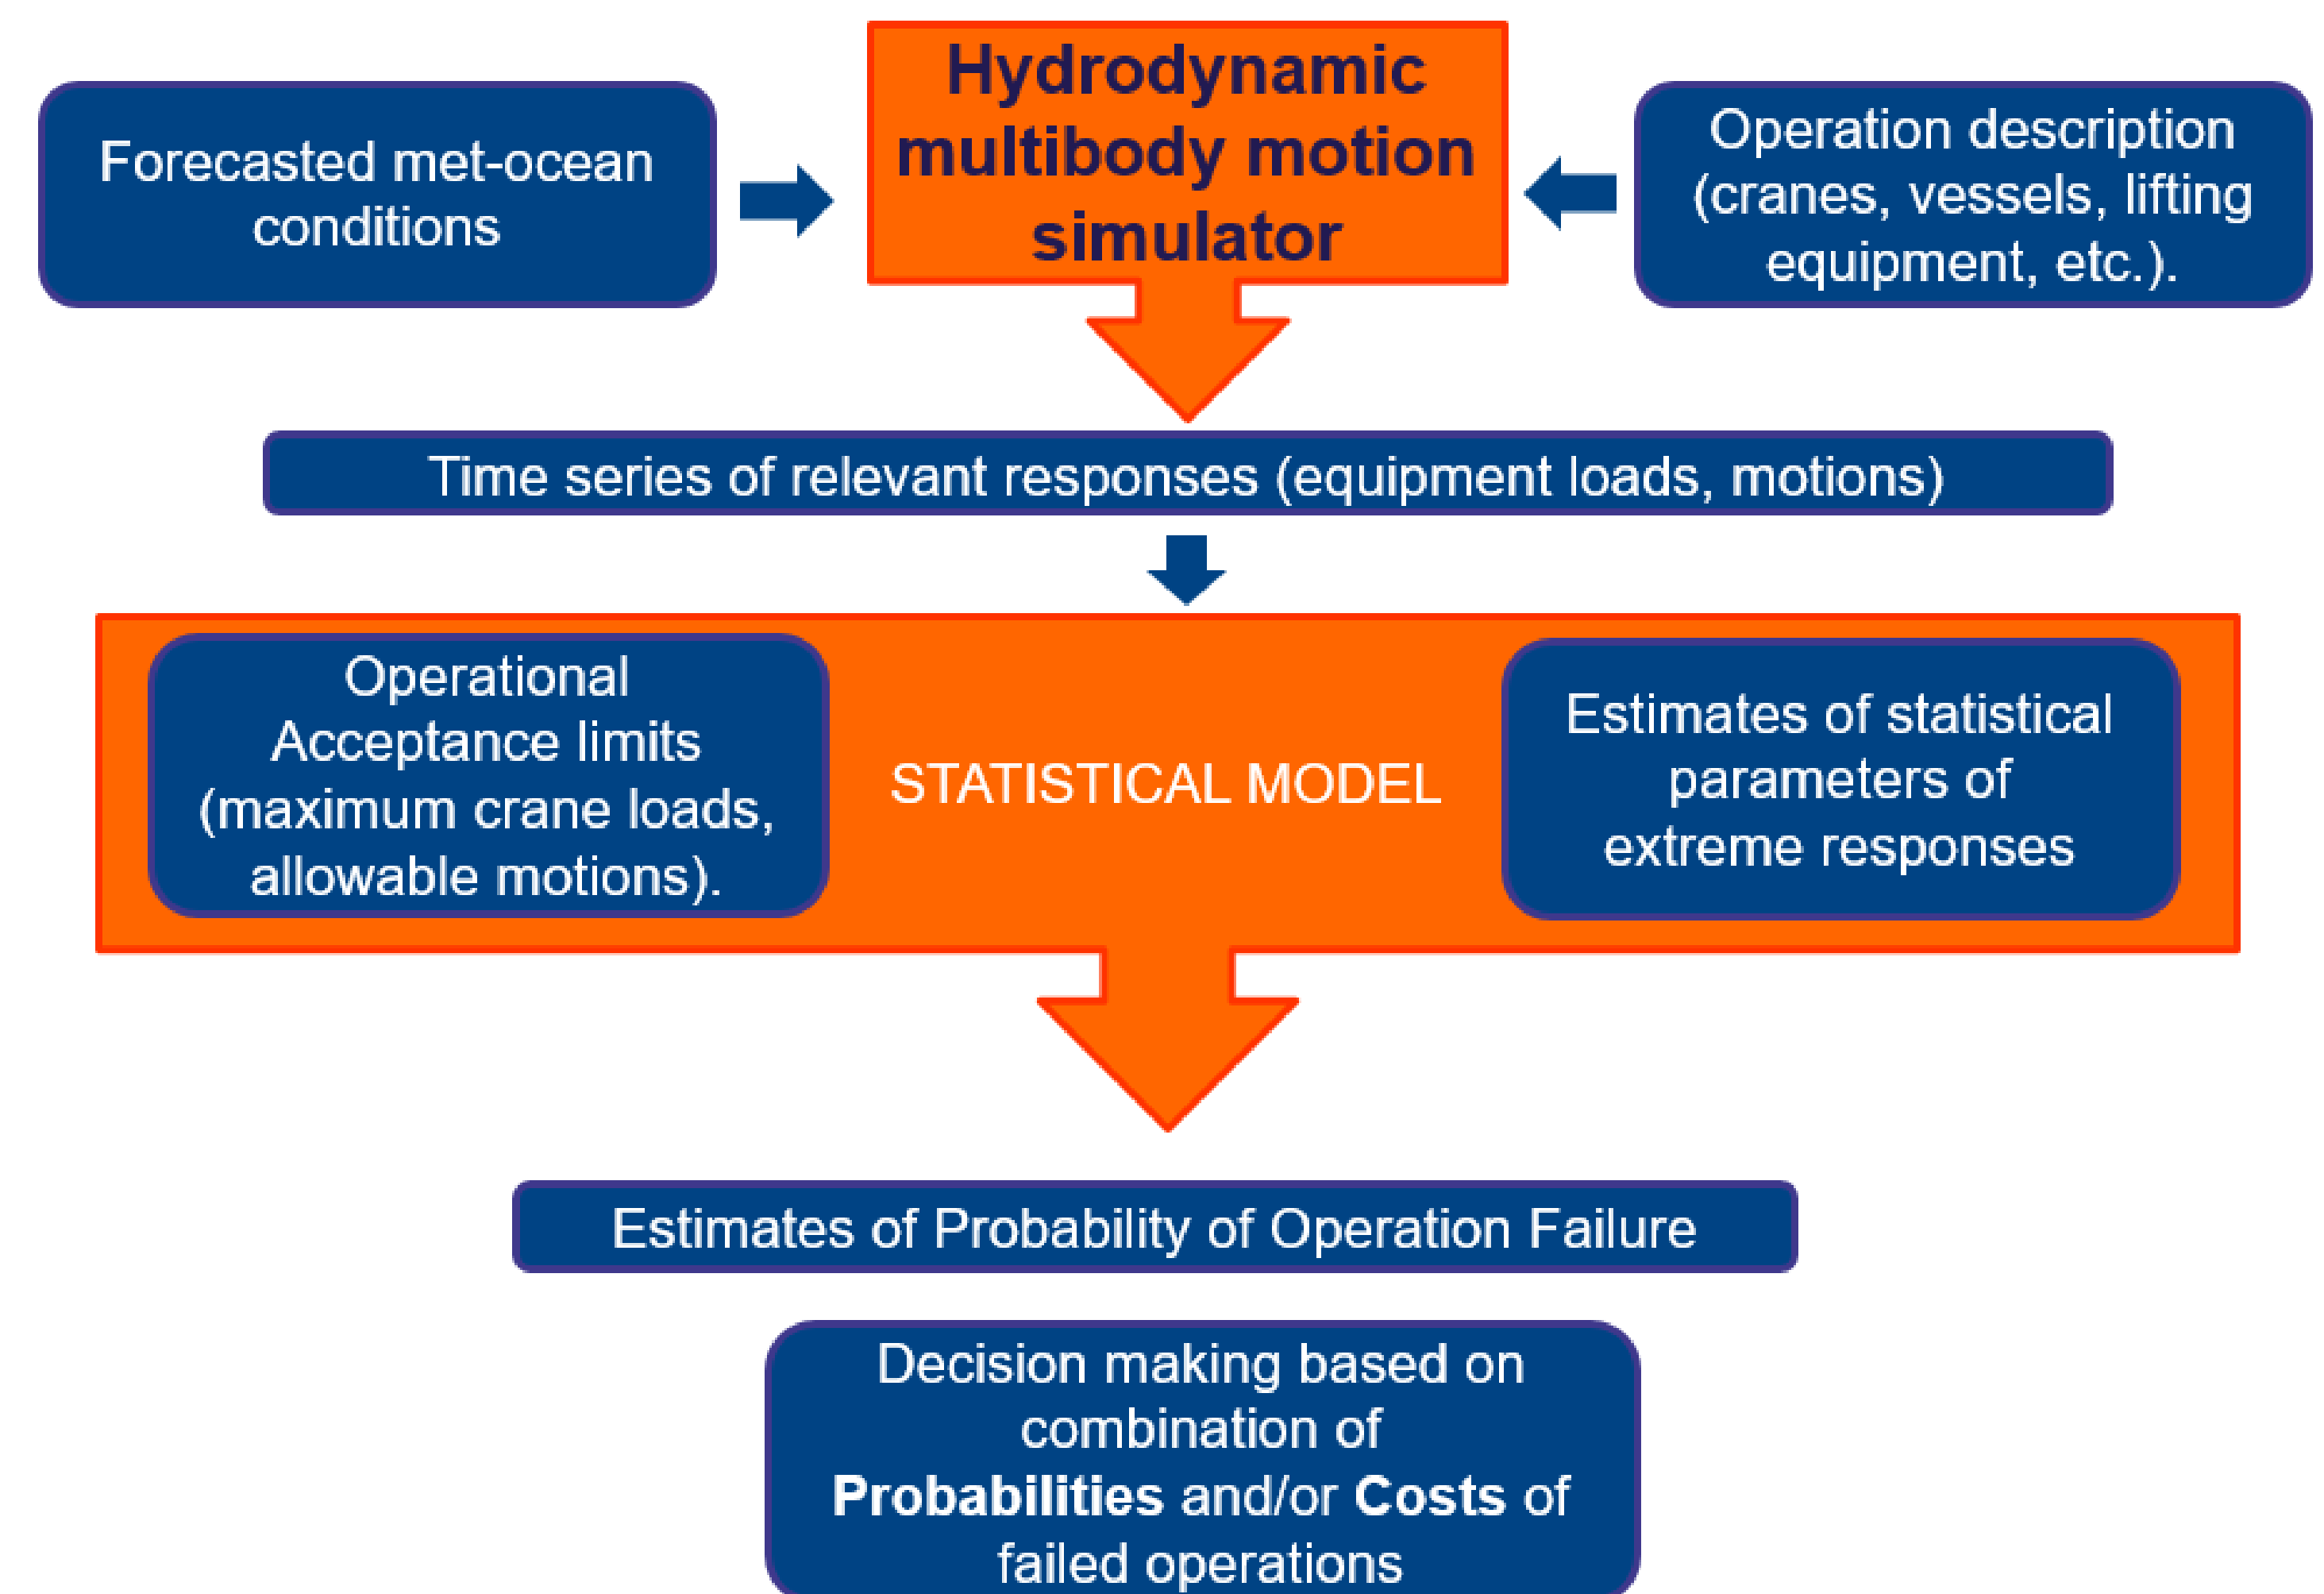 Forecasted met-ocean
conditions
Hydrodynamic
multibody motion
simulator
Operation description
(cranes, vessels, lifting
equipment, etc.).
Time series of relevant responses (equipment loads, motions)
Operational
Acceptance limits
(maximum crane loads,
allowable motions).
STATISTICAL MODEL
Estimates of statistical
parameters of
extreme responses
Estimates of Probability of Operation Failure
Decision making based on
combination of
Probabilities and/or Costs of
failed operations